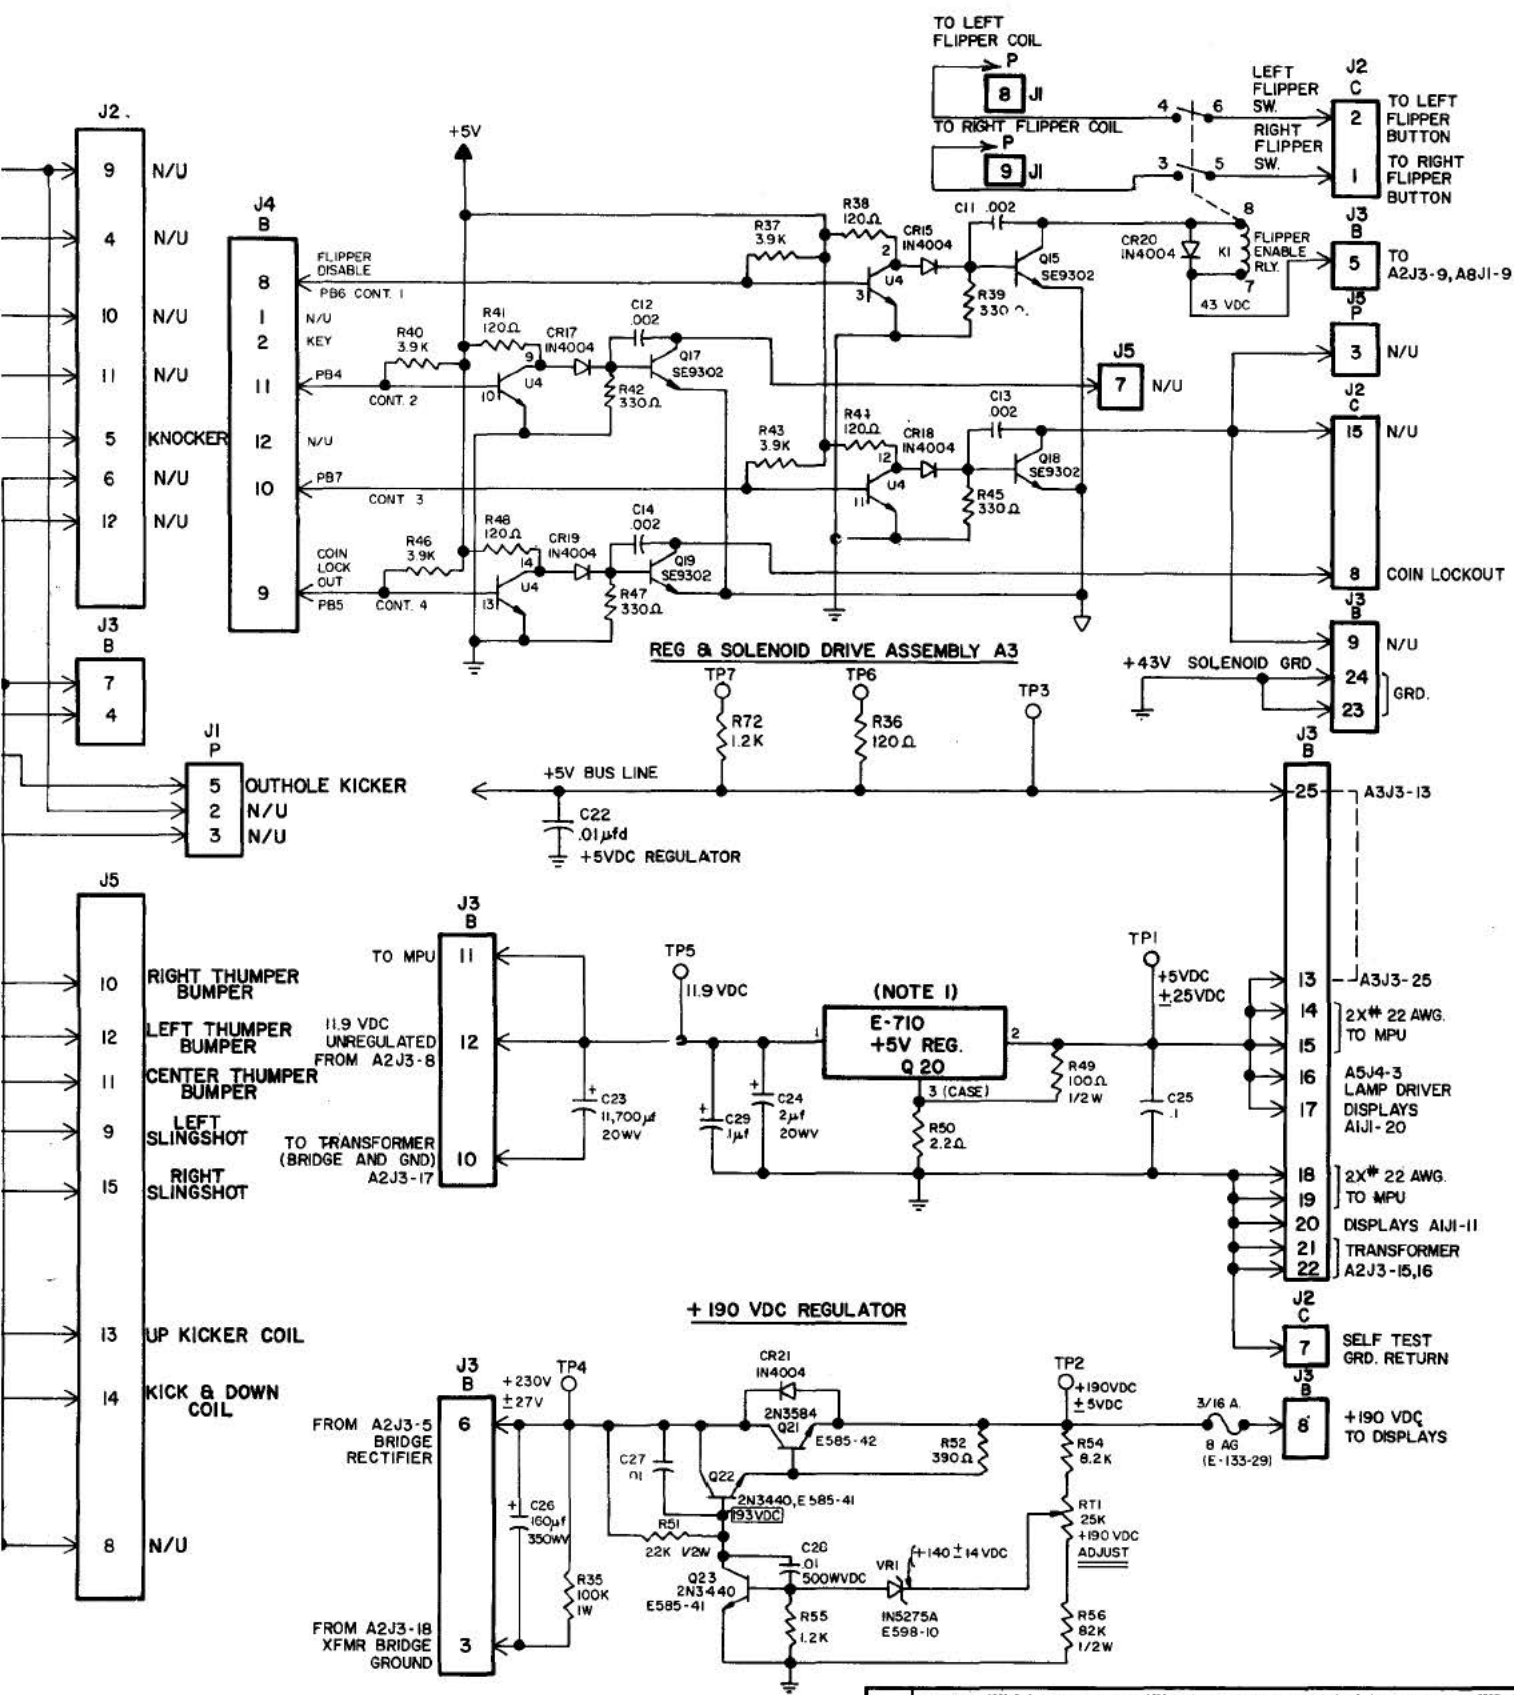 TO LEFT
FLIPPER COIL
P
8 J1
TO RIGHT FLIPPER COIL
P
9 J1
4
6
3
5
LEFT
FLIPPER
SW.
RIGHT
FLIPPER
SW.
J2
C
2
1
TO LEFT
FLIPPER
BUTTON
TO RIGHT
FLIPPER
BUTTON
J2.
9 N/U
4 N/U
10 N/U
11 N/U
5 KNOCKER
6 N/U
12 N/U
J4
B
8
1 N/U
2 KEY
11
12 N/U
10
9
FLIPPER
DISABLE
PB6 CONT. 1
PB4
CONT. 2
PB7
CONT 3
COIN
LOCK
OUT
PB5
CONT. 4
+5V
R37
3.9K
R38
120Ω
2
3
U4
CR15
IN4004
C11 .002
Q15
SE9302
R39
330
CR20
IN4004
K1
8
7
FLIPPER
ENABLE
RLY.
43 VDC
J3
B
5
TO
A2J3-9, A8J1-9
J5
P
3 N/U
R40
3.9K
R41
120Ω
9
10
U4
CR17
IN4004
C12
.002
Q17
SE9302
R42
330Ω
J5
7 N/U
R43
3.9K
R41
120Ω
12
11
U4
CR18
IN4004
C13
.002
Q18
SE9302
R45
330Ω
J2
C
15 N/U
8 COIN LOCKOUT
R46
3.9K
R48
120Ω
14
13
U4
CR19
IN4004
C14
.002
Q19
SE9302
R47
330Ω
J3
B
9 N/U
24
23
GRD.
+43V SOLENOID GRD
J3
B
7
4
J1
P
5 OUTHOLE KICKER
2 N/U
3 N/U
REG & SOLENOID DRIVE ASSEMBLY A3
TP7
R72
1.2K
TP6
R36
120Ω
TP3
+5V BUS LINE
C22
.01µfd
+5VDC REGULATOR
J3
B
25 A3J3-13
13 A3J3-25
14
15
2X# 22 AWG.
TO MPU
16
17
A5J4-3
LAMP DRIVER
DISPLAYS
A1J1-20
18
19
2X# 22 AWG.
TO MPU
20 DISPLAYS A1J1-11
21
22
TRANSFORMER
A2J3-15,16
J5
10 RIGHT THUMPER
BUMPER
12 LEFT THUMPER
BUMPER
11 CENTER THUMPER
BUMPER
9 LEFT
SLINGSHOT
15 RIGHT
SLINGSHOT
13 UP KICKER COIL
14 KICK & DOWN
COIL
8 N/U
J3
B
TO MPU 11
11.9 VDC
UNREGULATED
FROM A2J3-8
12
TO TRANSFORMER
(BRIDGE AND GND)
A2J3-17
10
C23
11,700µf
20WV
TP5
11.9 VDC
C29
.1µf
C24
2µf
20WV
(NOTE 1)
1
E-710
+5V REG.
Q 20
2
3 (CASE)
R50
2.2Ω
R49
100Ω
1/2W
TP1
+5VDC
±.25VDC
C25
.1
J2
C
7
SELF TEST
GRD. RETURN
+190 VDC REGULATOR
J3
B
FROM A2J3-5
BRIDGE
RECTIFIER
6
FROM A2J3-18
XFMR BRIDGE
GROUND
3
+230V
±27V
TP4
C26
160µf
350WV
R35
100K
1W
C27
.01
CR21
IN4004
2N3584
Q21
E585-42
Q22
2N3440, E585-41
193VDC
R51
22K 1/2W
Q23
2N3440
E585-41
C28
.01
500WVDC
R55
1.2K
VR1
+140±14VDC
IN5275A
E598-10
R52
390Ω
TP2
+190VDC
±5VDC
R54
8.2K
RT1
25K
+190 VDC
ADJUST
R56
82K
1/2W
3/16 A.
8 AG
(E-133-29)
J3
B
8
+190 VDC
TO DISPLAYS